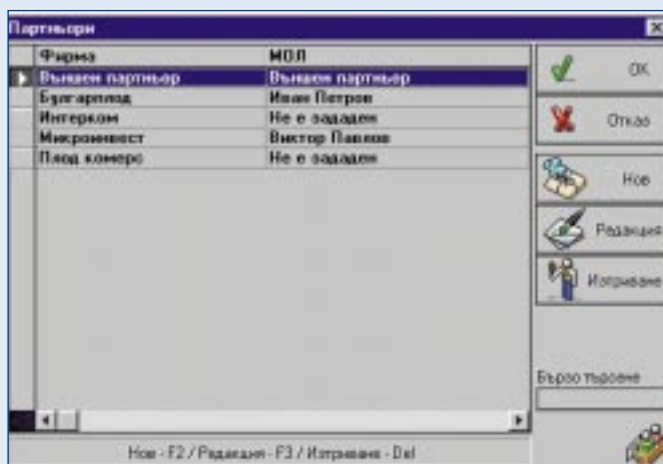 Партньори
Фирма МОЛ
Външен партньор Външен партньор
Булгарплод Иван Петров
Интерком Не е зададен
Микроинвест Виктор Павлов
Плод комерс Не е зададен
OK
Отказ
Нов
Редакция
Изтриване
Бързо търсене
Нов - F2 / Редакция - F3 / Изтриване - Del